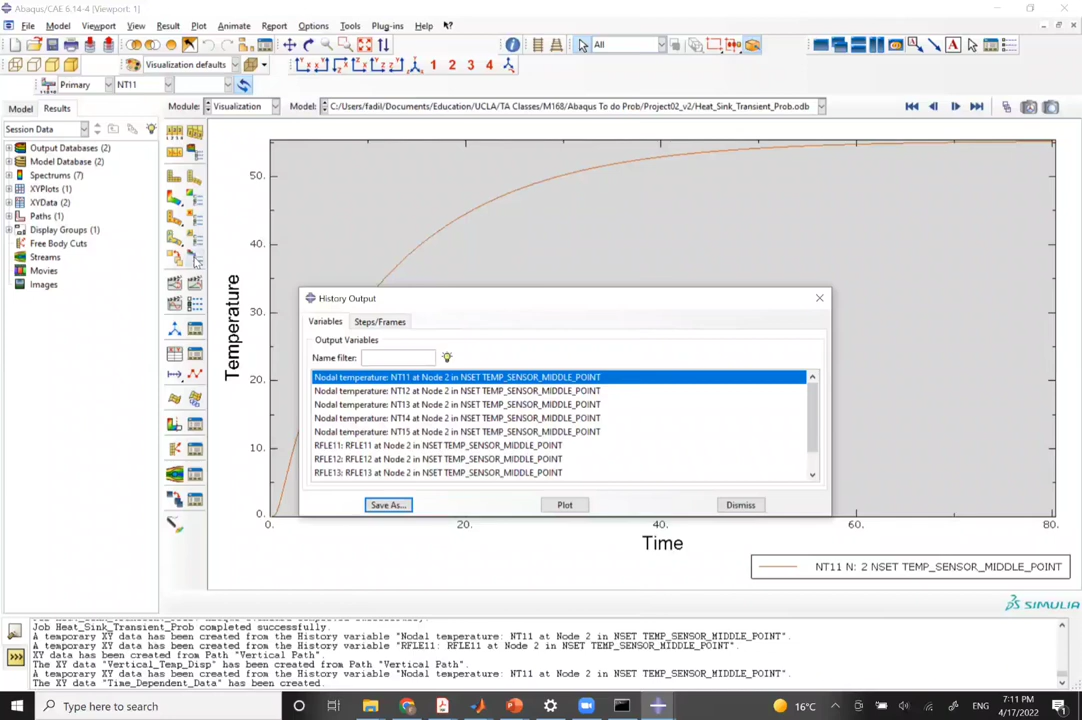 Abaqus/CAE 6.14-4 [Viewport: 1]
File Model Viewport View Result Plot Animate Report Options Tools Plug-ins Help
All
Visualization defaults
1 2 3 4
Primary NT11
Model Results Module: Visualization Model: C:/Users/fadil/Documents/Education/UCLA/TA Classes/M168/Abaqus To do Prob/Project02_v2/Heat_Sink_Transient_Prob.odb
Session Data
Output Databases (2)
Model Database (2)
Spectrums (7)
XYPlots (1)
XYData (2)
Paths (1)
Display Groups (1)
Free Body Cuts
Streams
Movies
Images
50.
40.
30.
20.
10.
0.
Temperature
0. 20. 40. 60. 80.
Time
NT11 N: 2 NSET TEMP_SENSOR_MIDDLE_POINT
History Output
Variables Steps/Frames
Output Variables
Name filter:
Nodal temperature: NT11 at Node 2 in NSET TEMP_SENSOR_MIDDLE_POINT
Nodal temperature: NT12 at Node 2 in NSET TEMP_SENSOR_MIDDLE_POINT
Nodal temperature: NT13 at Node 2 in NSET TEMP_SENSOR_MIDDLE_POINT
Nodal temperature: NT14 at Node 2 in NSET TEMP_SENSOR_MIDDLE_POINT
Nodal temperature: NT15 at Node 2 in NSET TEMP_SENSOR_MIDDLE_POINT
RFLE11: RFLE11 at Node 2 in NSET TEMP_SENSOR_MIDDLE_POINT
RFLE12: RFLE12 at Node 2 in NSET TEMP_SENSOR_MIDDLE_POINT
RFLE13: RFLE13 at Node 2 in NSET TEMP_SENSOR_MIDDLE_POINT
Save As... Plot Dismiss
SIMULIA
Job Heat_Sink_Transient_Prob completed successfully.
A temporary XY data has been created from the History variable "Nodal temperature: NT11 at Node 2 in NSET TEMP_SENSOR_MIDDLE_POINT".
A temporary XY data has been created from the History variable "RFLE11: RFLE11 at Node 2 in NSET TEMP_SENSOR_MIDDLE_POINT".
XY data has been created from Path "Vertical Path".
The XY data "Vertical_Temp_Disp" has been created from Path "Vertical Path".
A temporary XY data has been created from the History variable "Nodal temperature: NT11 at Node 2 in NSET TEMP_SENSOR_MIDDLE_POINT".
The XY data "Time_Dependent_Data" has been created.
Type here to search
16°C
ENG
7:11 PM
4/17/2022